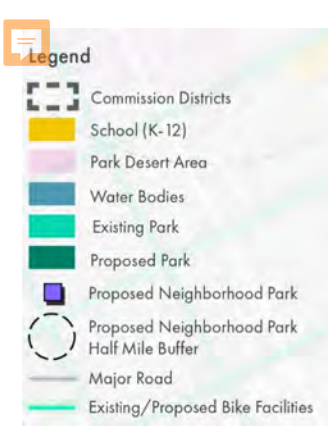 Legend
Commission Districts
School (K-12)
Park Desert Area
Water Bodies
Existing Park
Proposed Park
Proposed Neighborhood Park
Proposed Neighborhood Park
Half Mile Buffer
Major Road
Existing/Proposed Bike Facilities